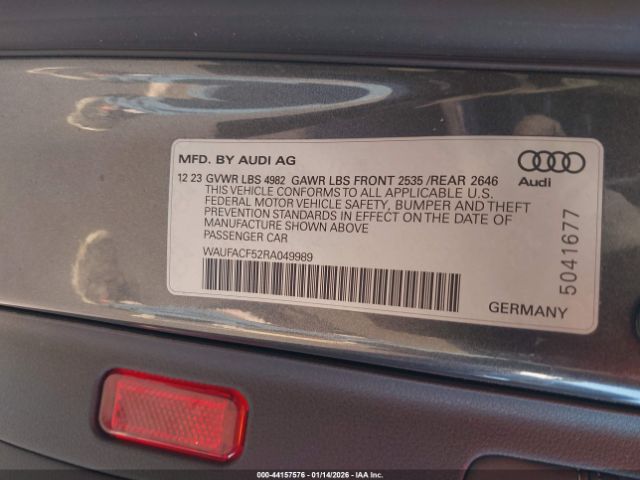 MFD. BY AUDI AG
12 23 GVWR LBS 4982 GAWR LBS FRONT 2535 /REAR 2646
THIS VEHICLE CONFORMS TO ALL APPLICABLE U.S.
FEDERAL MOTOR VEHICLE SAFETY, BUMPER AND THEFT
PREVENTION STANDARDS IN EFFECT ON THE DATE OF
MANUFACTURE SHOWN ABOVE
PASSENGER CAR
WAUFACF52RA049989
Audi
5041677
GERMANY
000-44157576 - 01/14/2026 - IAA Inc.